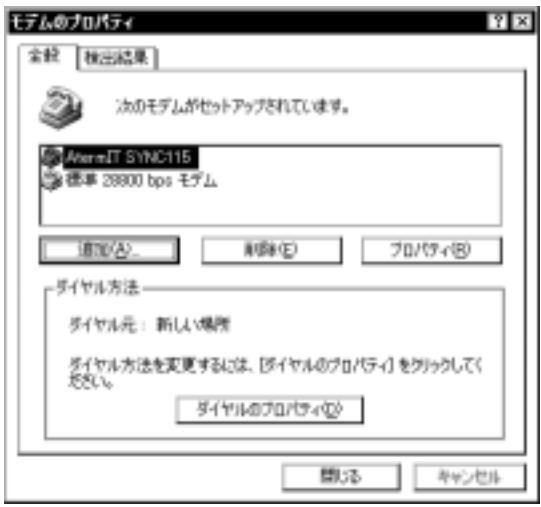 モデムのプロパティ
全般
検出結果
次のモデムがセットアップされています。
AtermIT SYNC115
標準 28800 bps モデム
追加(A)...
削除(E)
プロパティ(R)
ダイヤル方法
ダイヤル元: 新しい場所
ダイヤル方法を変更するには、[ダイヤルのプロパティ]をクリックしてく
ださい。
ダイヤルのプロパティ(D)
閉じる
キャンセル